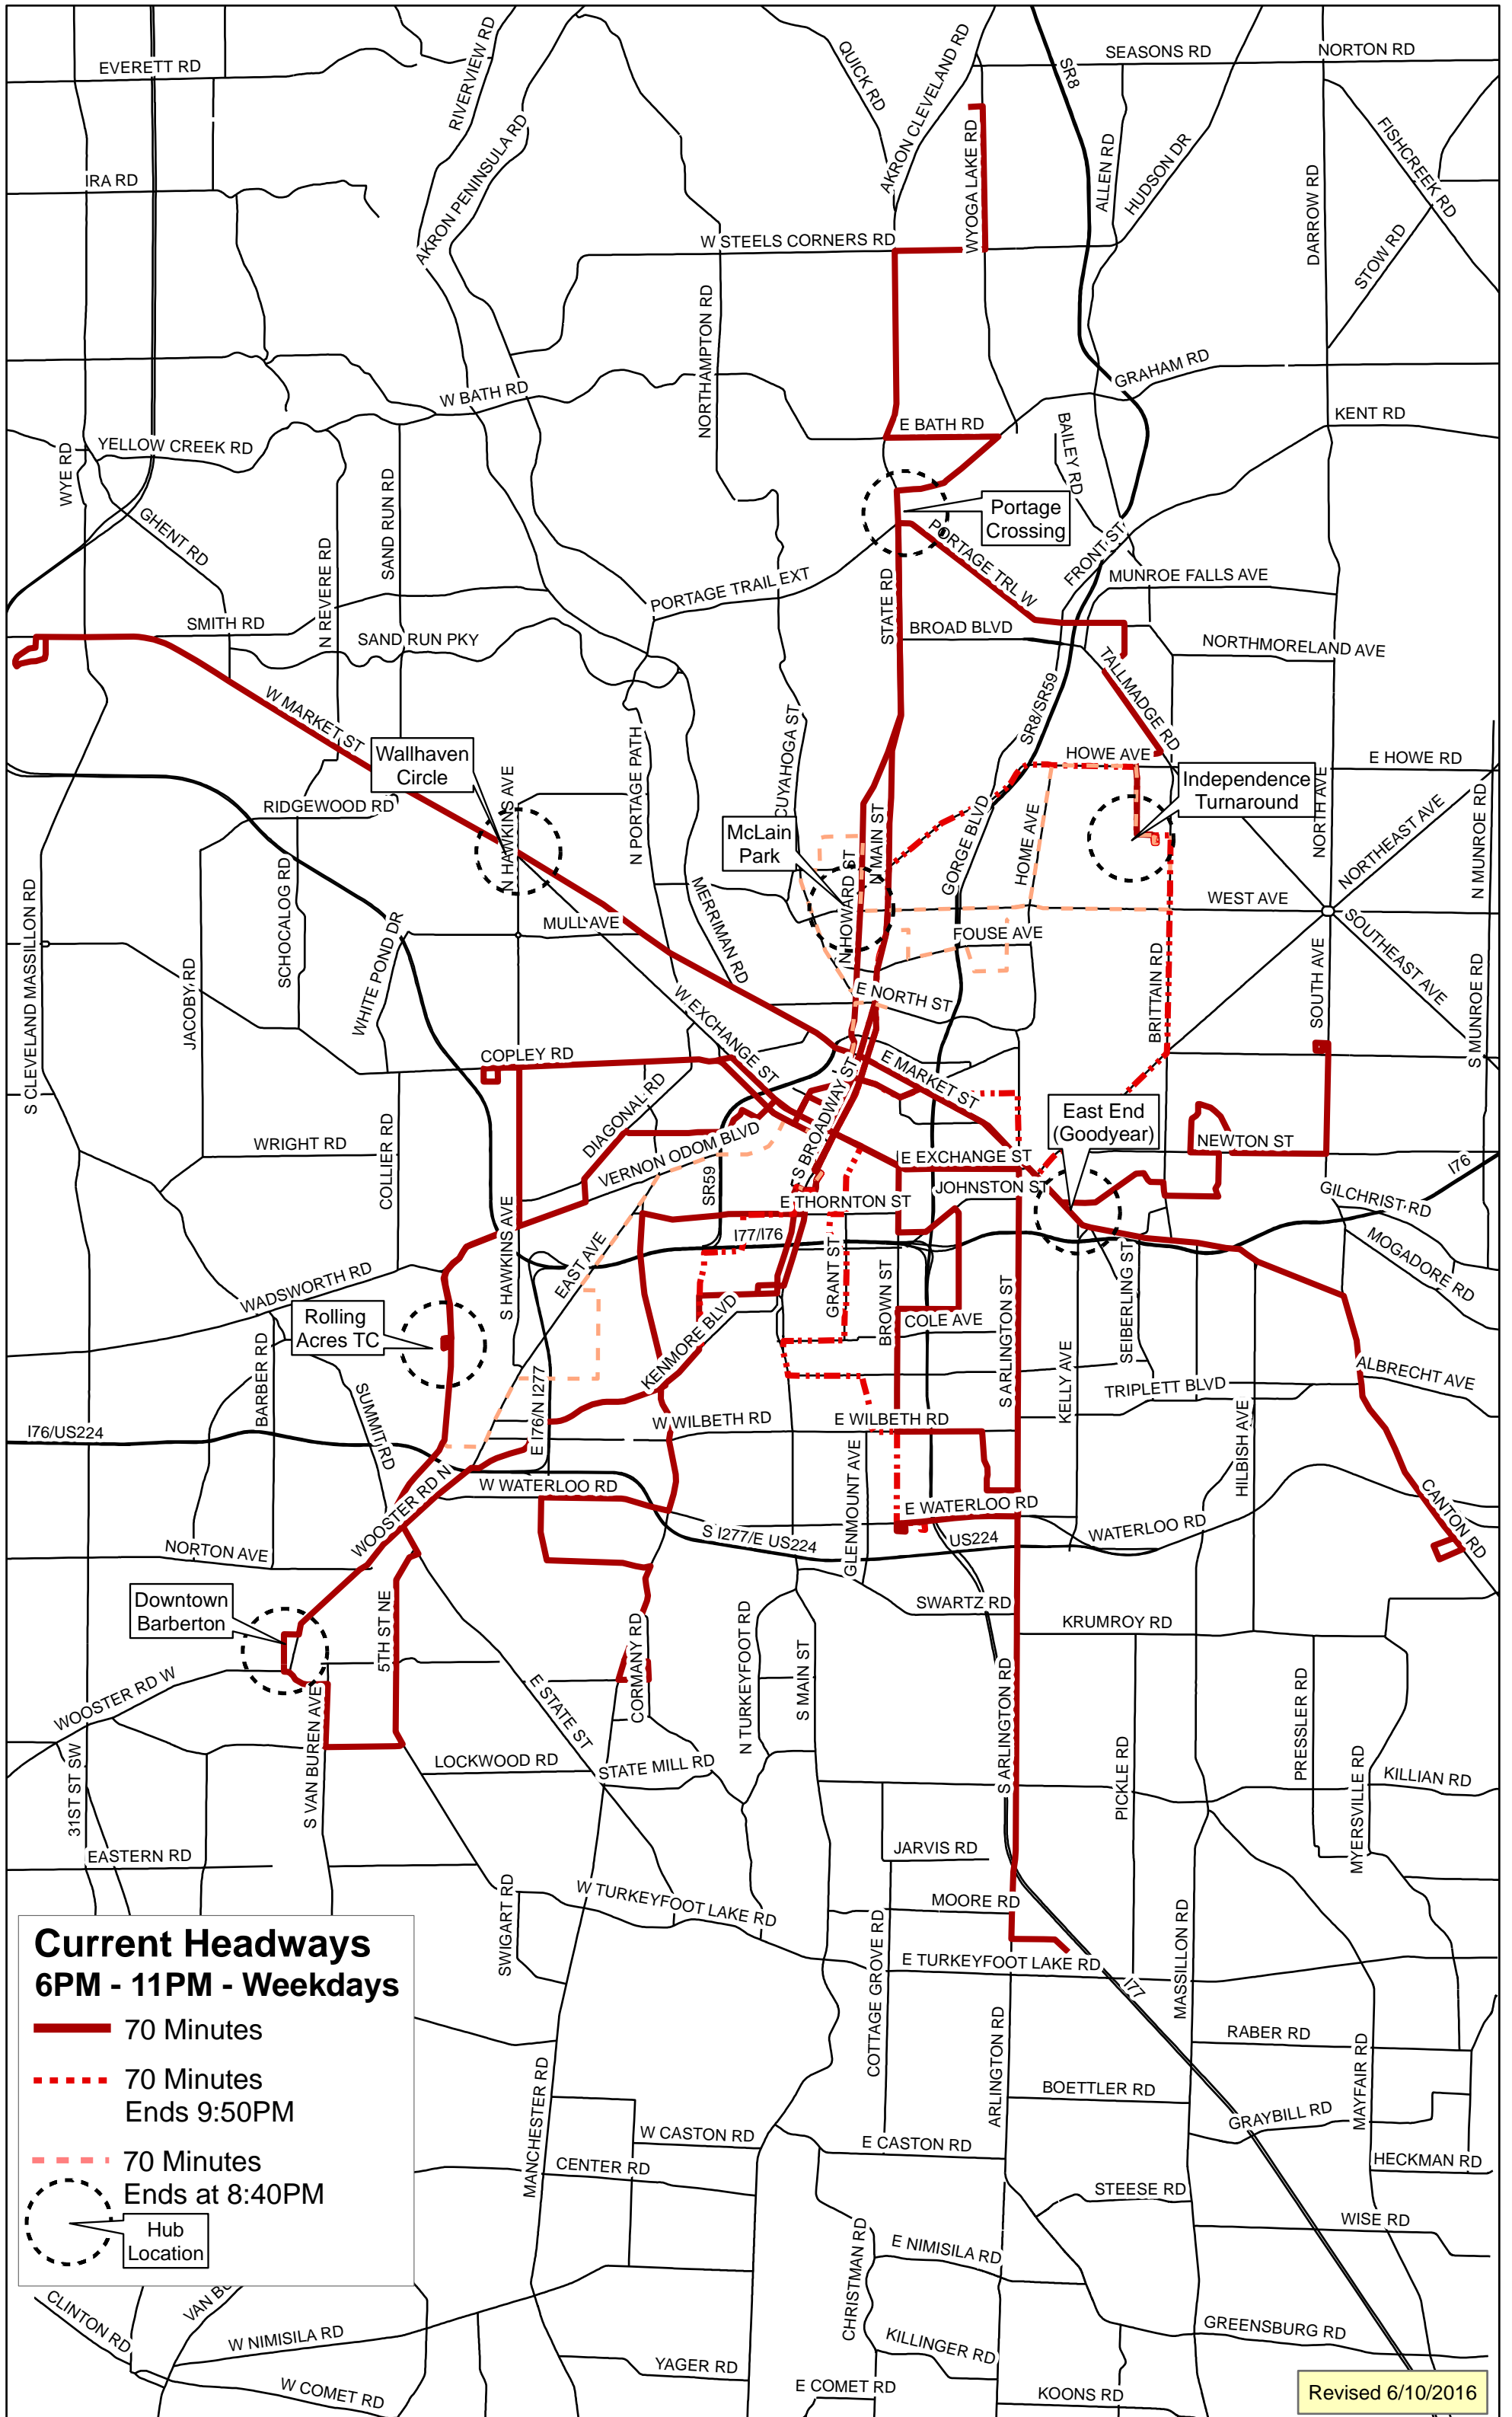 EVERETT RD
RIVERVIEW RD
QUICK RD
AKRON CLEVELAND RD
SR8
SEASONS RD
NORTON RD
IRA RD
AKRON PENINSULA RD
WYOGA LAKE RD
ALLEN RD
HUDSON DR
DARROW RD
FISHCREEK RD
STOW RD
W STEELS CORNERS RD
NORTHAMPTON RD
W BATH RD
E BATH RD
GRAHAM RD
KENT RD
BAILEY RD
WYE RD
YELLOW CREEK RD
GHENT RD
SAND RUN RD
N REVERE RD
Portage
Crossing
PORTAGE TRL W
FRONT ST
MUNROE FALLS AVE
PORTAGE TRAIL EXT
STATE RD
SMITH RD
SAND RUN PKY
BROAD BLVD
NORTHMORELAND AVE
TALLMADGE RD
W MARKET ST
Wallhaven
Circle
N HAWKINS AVE
N PORTAGE PATH
CUYAHOGA ST
SR8/SR59
HOWE AVE
E HOWE RD
Independence
Turnaround
RIDGEWOOD RD
McLain
Park
N MAIN ST
N HOWARD ST
GORGE BLVD
HOME AVE
NORTH AVE
NORTHEAST AVE
N MUNROE RD
S CLEVELAND MASSILLON RD
SCHOCALOG RD
MERRIMAN RD
MULL AVE
WEST AVE
FOUSE AVE
SOUTHEAST AVE
JACOBY RD
WHITE POND DR
W EXCHANGE ST
E NORTH ST
BRITTAIN RD
SOUTH AVE
S MUNROE RD
COPLEY RD
E MARKET ST
DIAGONAL RD
S BROADWAY ST
East End
(Goodyear)
WRIGHT RD
COLLIER RD
VERNON ODOM BLVD
E EXCHANGE ST
NEWTON ST
I76
SR59
JOHNSTON ST
E THORNTON ST
GILCHRIST RD
S HAWKINS AVE
I77/I76
MOGADORE RD
EAST AVE
WADSWORTH RD
GRANT ST
BROWN ST
S ARLINGTON ST
SEIBERLING ST
Rolling
Acres TC
COLE AVE
BARBER RD
KENMORE BLVD
KELLY AVE
ALBRECHT AVE
TRIPLETT BLVD
SUMMIT RD
E I76/N I277
W WILBETH RD
E WILBETH RD
I76/US224
HILBISH AVE
W WATERLOO RD
E WATERLOO RD
WATERLOO RD
CANTON RD
WOOSTER RD N
S I277/E US224
GLENMOUNT AVE
US224
NORTON AVE
Downtown
Barberton
5TH ST NE
SWARTZ RD
KRUMROY RD
CORMANY RD
N TURKEYFOOT RD
S MAIN ST
S ARLINGTON RD
WOOSTER RD W
E STATE ST
PRESSLER RD
S VAN BUREN AVE
31ST ST SW
LOCKWOOD RD
STATE MILL RD
PICKLE RD
MYERSVILLE RD
KILLIAN RD
EASTERN RD
JARVIS RD
SWIGART RD
W TURKEYFOOT LAKE RD
MOORE RD
COTTAGE GROVE RD
E TURKEYFOOT LAKE RD
I77
MASSILLON RD
Current Headways
6PM - 11PM - Weekdays
70 Minutes
70 Minutes
Ends 9:50PM
70 Minutes
Ends at 8:40PM
Hub
Location
ARLINGTON RD
RABER RD
MAYFAIR RD
MANCHESTER RD
BOETTLER RD
GRAYBILL RD
W CASTON RD
E CASTON RD
CENTER RD
HECKMAN RD
STEESE RD
WISE RD
CHRISTMAN RD
E NIMISILA RD
CLINTON RD
W NIMISILA RD
KILLINGER RD
GREENSBURG RD
YAGER RD
W COMET RD
E COMET RD
KOONS RD
Revised 6/10/2016